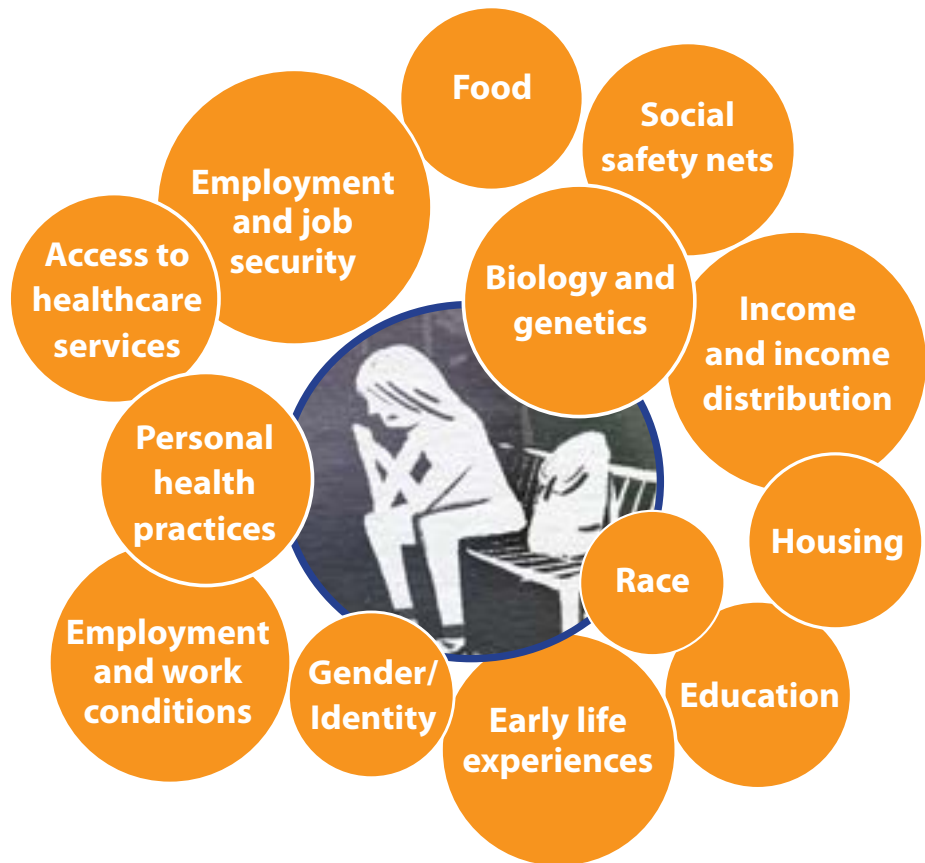 Food
Social
safety nets
Employment
and job
security
Access to
healthcare
services
Biology and
genetics
Income
and income
distribution
Personal
health
practices
Housing
Race
Employment
and work
conditions
Gender/
Identity
Early life
experiences
Education